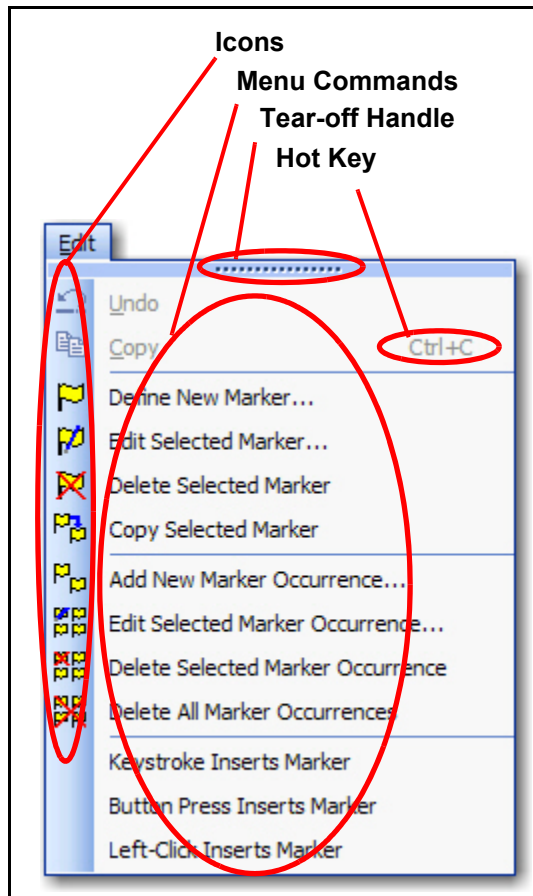 Icons
Menu Commands
Tear-off Handle
Hot Key
Edit
Undo
Copy Ctrl+C
Define New Marker...
Edit Selected Marker...
Delete Selected Marker
Copy Selected Marker
Add New Marker Occurrence...
Edit Selected Marker Occurrence...
Delete Selected Marker Occurrence
Delete All Marker Occurrences
Keystroke Inserts Marker
Button Press Inserts Marker
Left-Click Inserts Marker